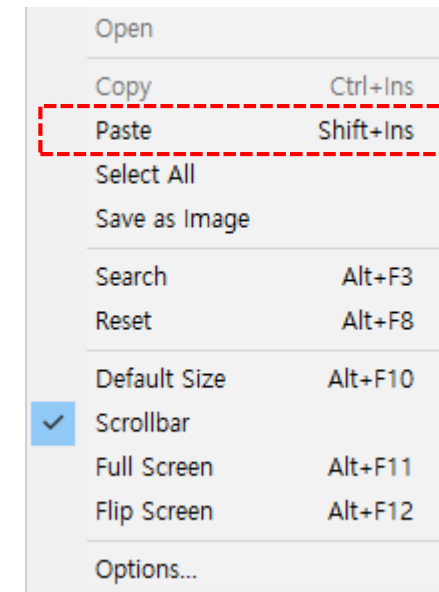 Open
Copy Ctrl+Ins
Paste Shift+Ins
Select All
Save as Image
Search Alt+F3
Reset Alt+F8
Default Size Alt+F10
Scrollbar
Full Screen Alt+F11
Flip Screen Alt+F12
Options...